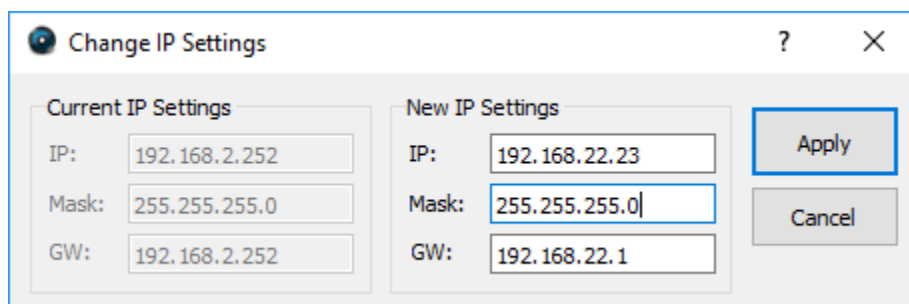 Change IP Settings
?
Current IP Settings
IP: 192.168.2.252
Mask: 255.255.255.0
GW: 192.168.2.252
New IP Settings
IP: 192.168.22.23
Mask: 255.255.255.0
GW: 192.168.22.1
Apply
Cancel